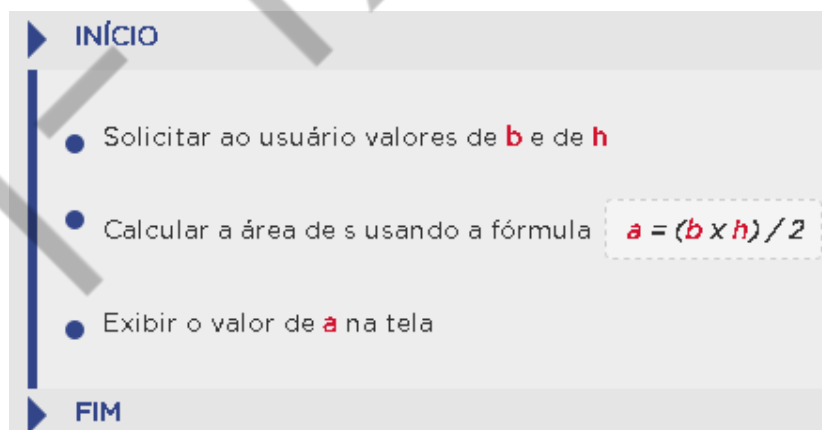 INÍCIO
Solicitar ao usuário valores de b e de h
Calcular a área de s usando a fórmula a = (b x h) / 2
Exibir o valor de a na tela
FIM